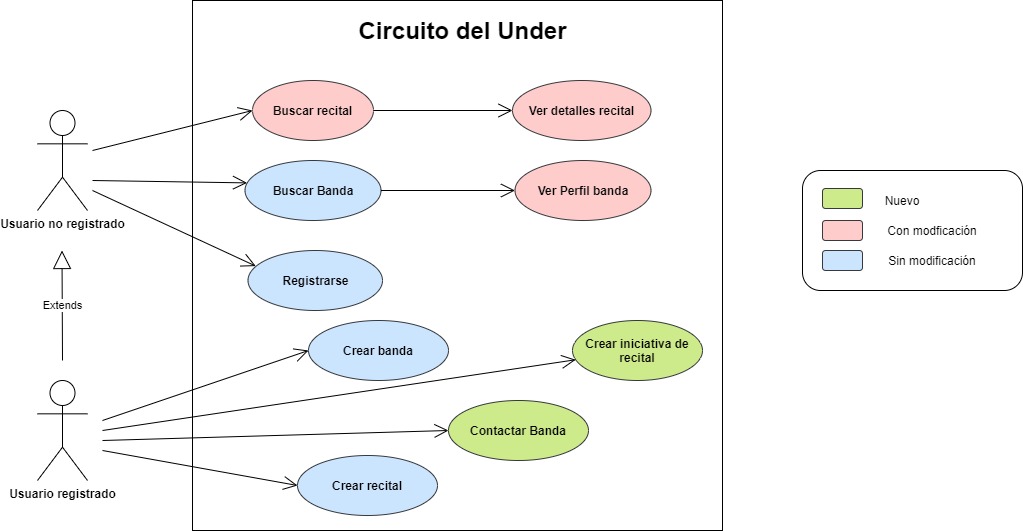 Circuito del Under
Buscar recital
Ver detalles recital
Buscar Banda
Ver Perfil banda
Usuario no registrado
Registrarse
Extends
Crear banda
Crear iniciativa de
recital
Contactar Banda
Crear recital
Usuario registrado
Nuevo
Con modficación
Sin modificación